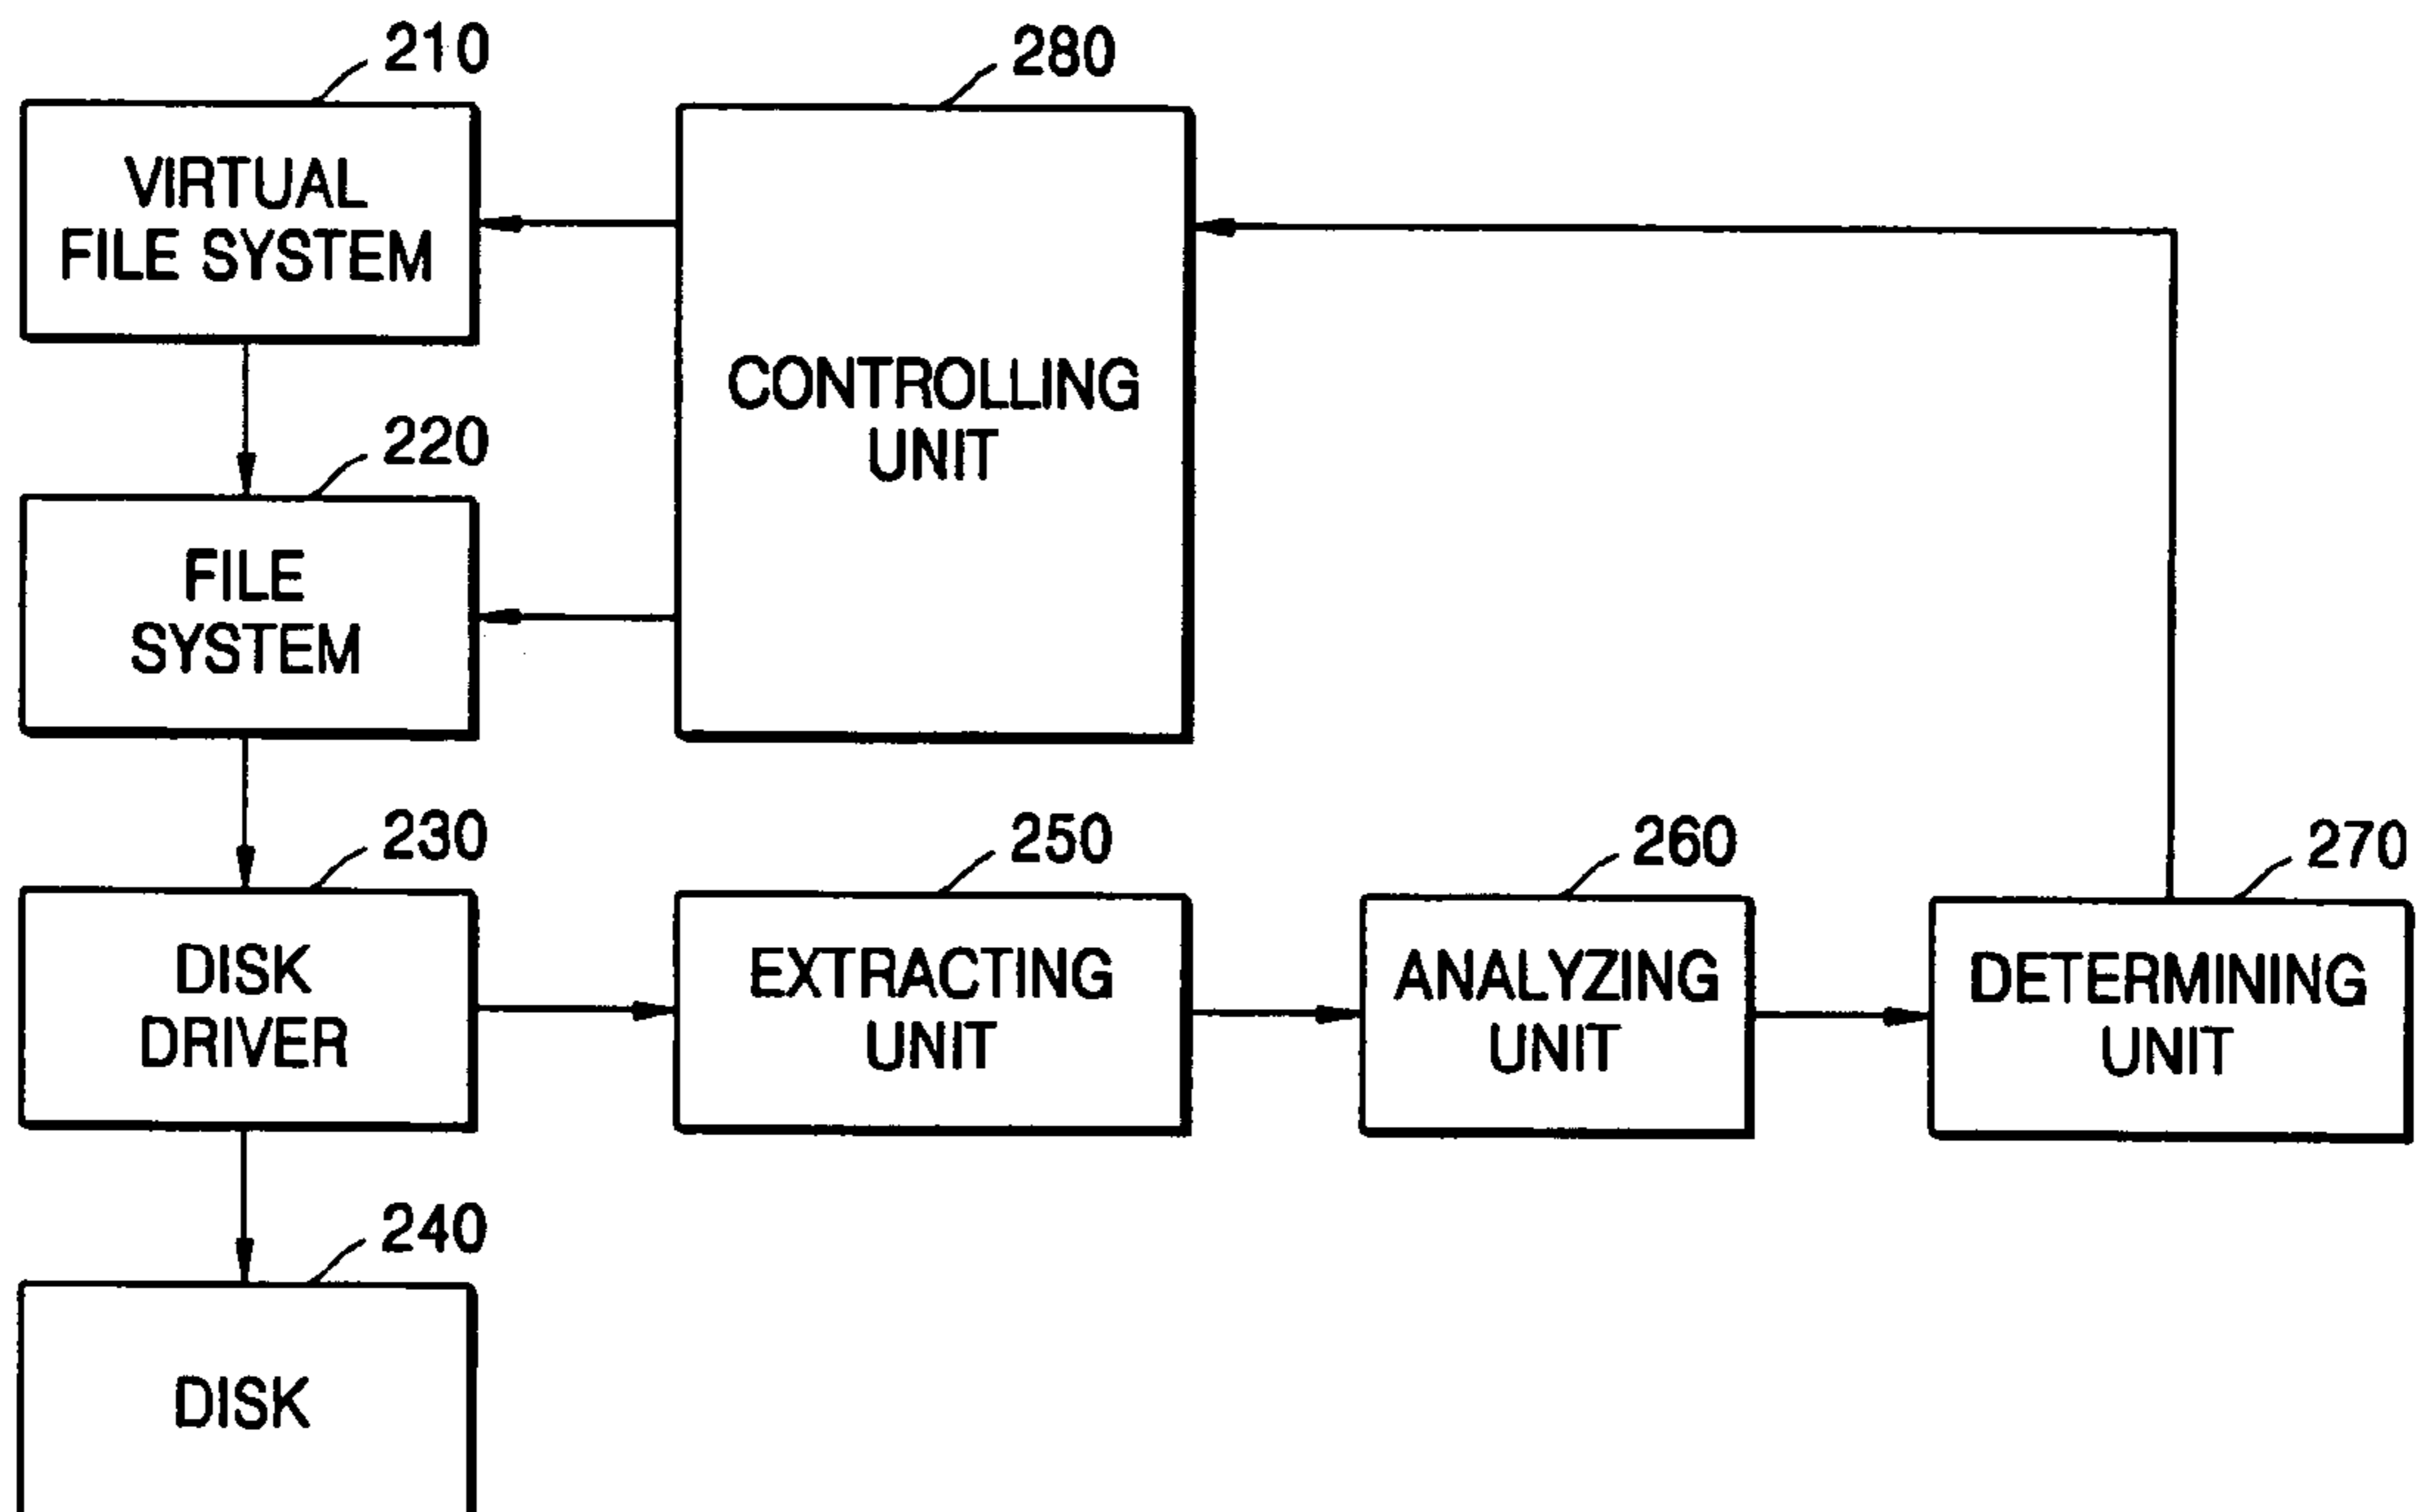 210
VIRTUAL
FILE SYSTEM
280
CONTROLLING
UNIT
220
FILE
SYSTEM
230
DISK
DRIVER
250
EXTRACTING
UNIT
260
ANALYZING
UNIT
270
DETERMINING
UNIT
240
DISK